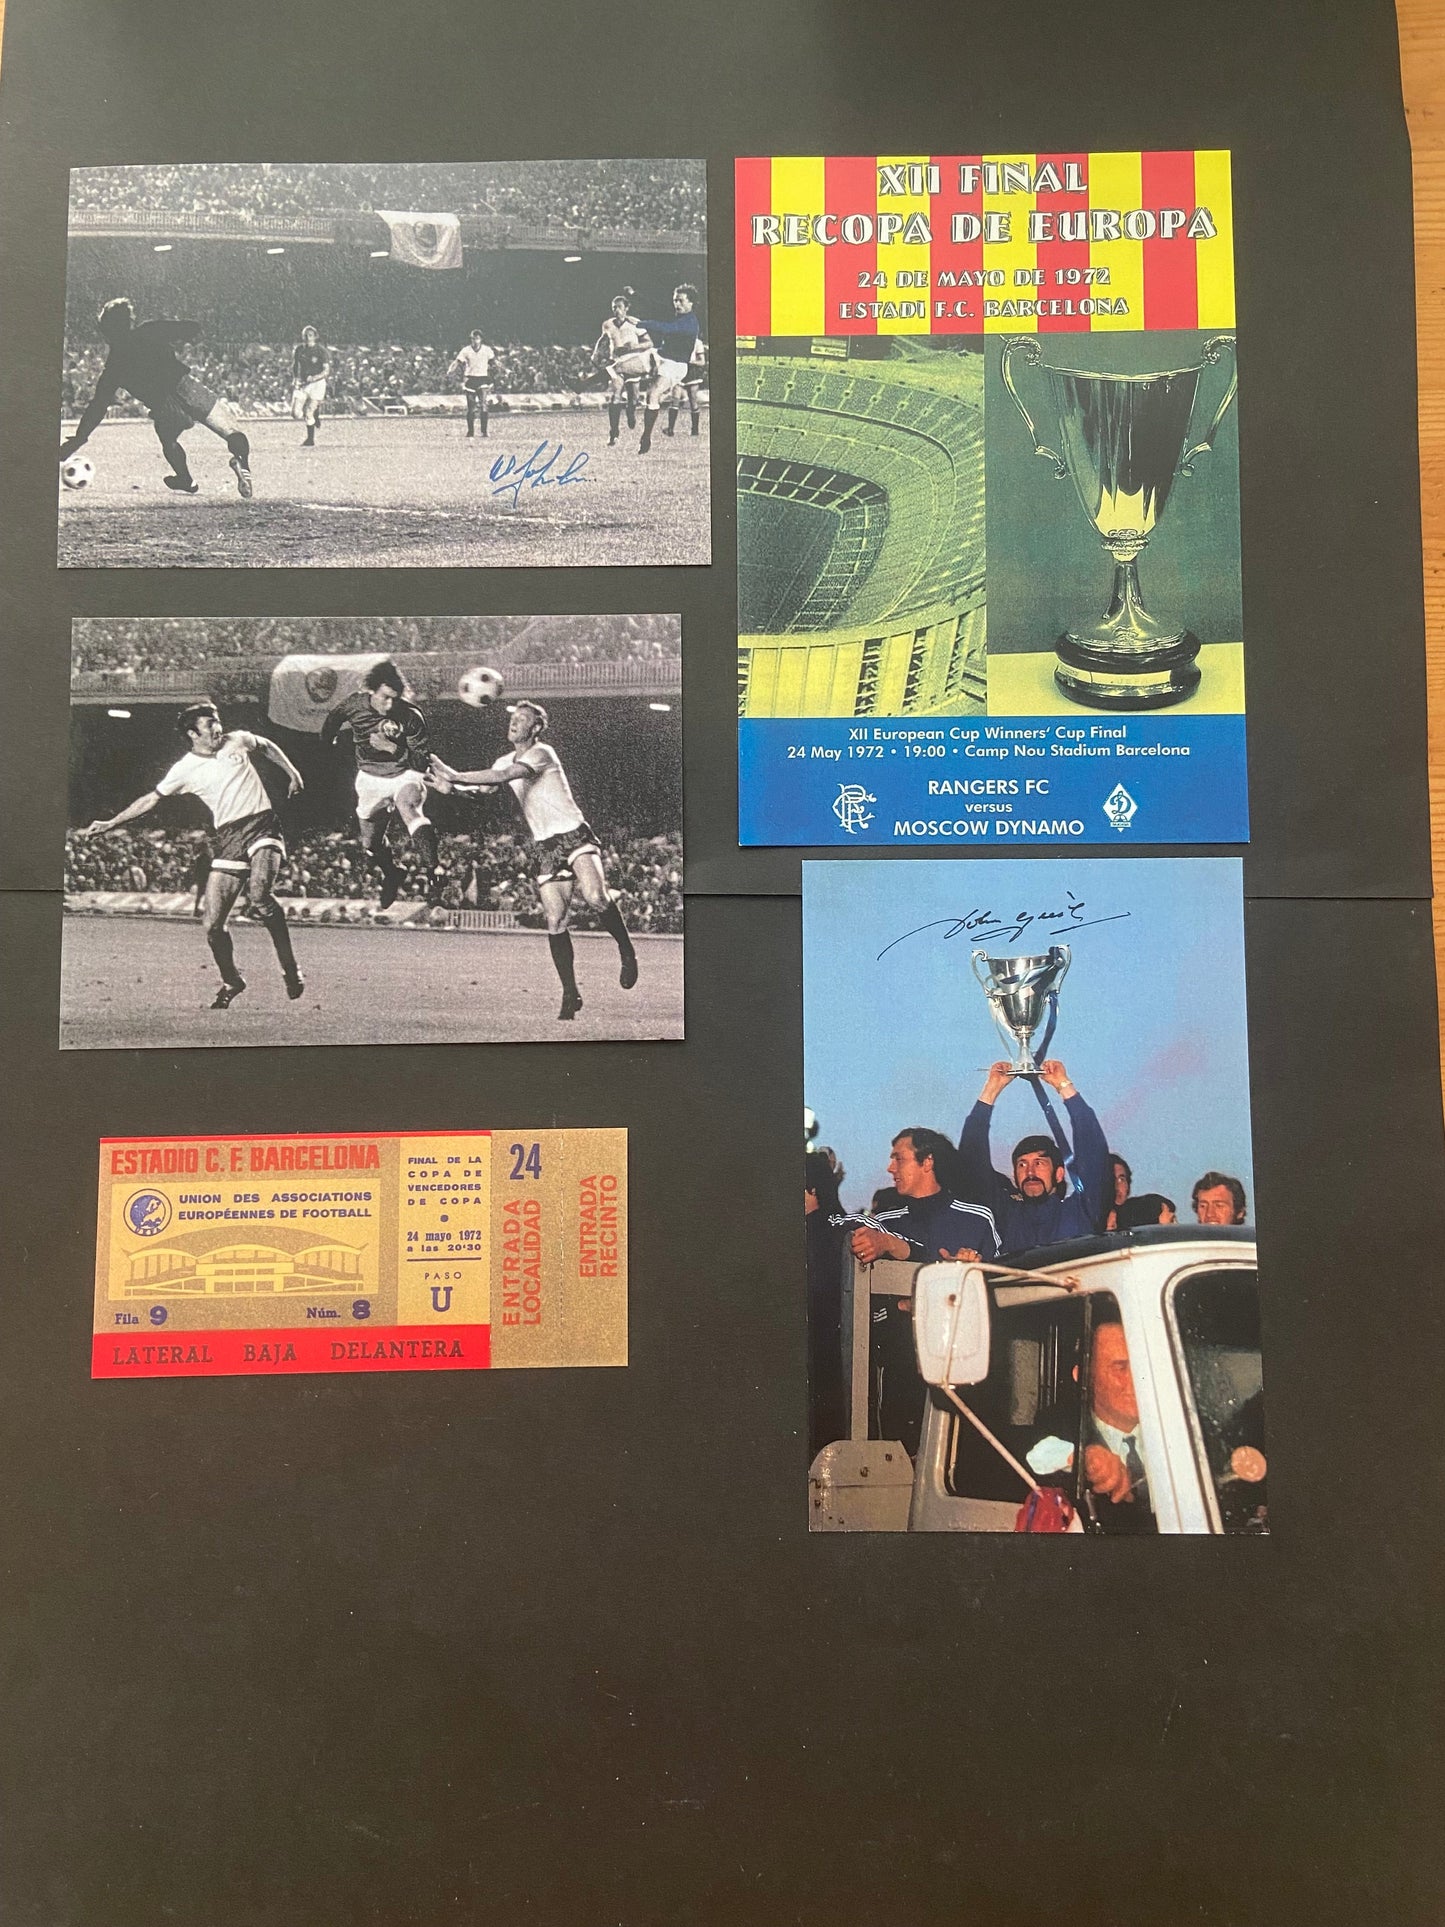 XII FINAL
RECOPA DE EUROPA
24 DE MAYO DE 1972
ESTADI F.C. BARCELONA
XII European Cup Winners' Cup Final
24 May 1972 • 19:00 • Camp Nou Stadium Barcelona
RANGERS FC
versus
MOSCOW DYNAMO
John Greig
ESTADIO C. F. BARCELONA
UNION DES ASSOCIATIONS
EUROPÉENNES DE FOOTBALL
Fila 9
Núm. 8
LATERAL BAJA DELANTERA
FINAL DE LA
COPA DE
VENCEDORES
DE COPA
24 mayo 1972
a las 20'30
PASO
U
24
ENTRADA
LOCALIDAD
ENTRADA
RECINTO